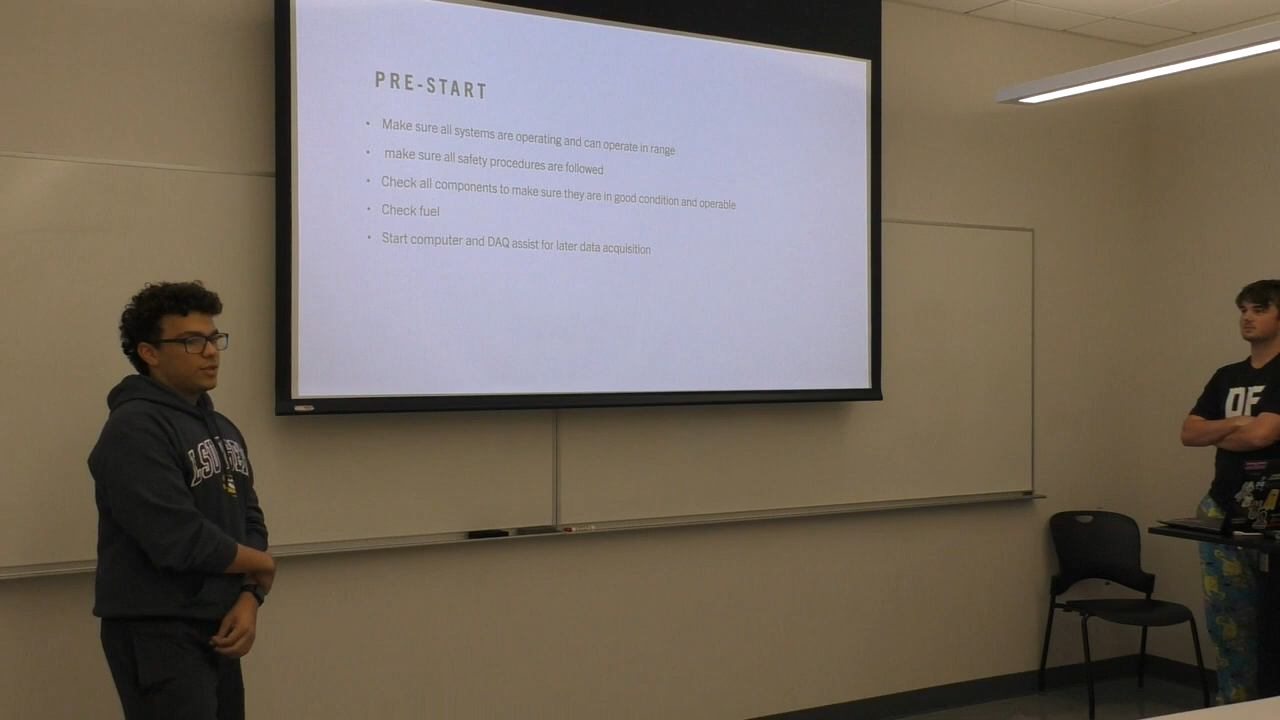 PRE-START
• Make sure all systems are operating and can operate in range
• make sure all safety procedures are followed
• Check all components to make sure they are in good condition and operable
• Check fuel
• Start computer and DAQ assist for later data acquisition